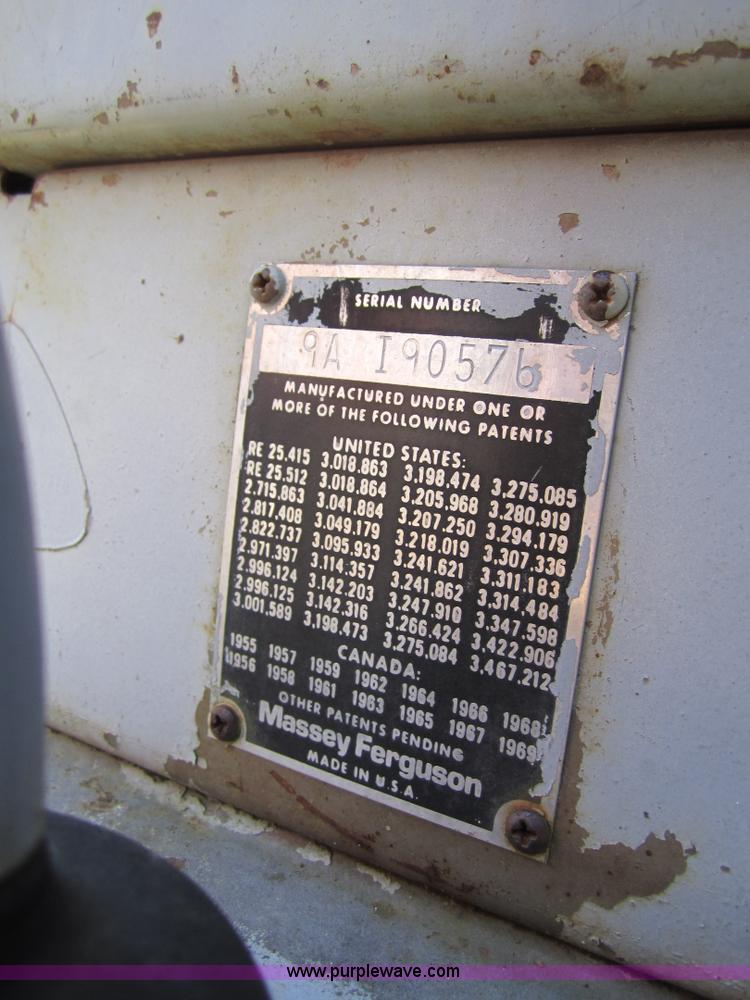 SERIAL NUMBER
9A I90576
MANUFACTURED UNDER ONE OR
MORE OF THE FOLLOWING PATENTS
UNITED STATES:
RE 25.415 3,018.863 3,198.474 3,275.085
RE 25.512 3,018.864 3,205.968 3,280.919
2,715.863 3,041.884 3,207.250 3,294.179
2,817.408 3,049.179 3,218.019 3,307.336
2,822.737 3,095.933 3,241.621 3,311.183
2,971.397 3,114.357 3,241.862 3,314.484
2,996.124 3,142.203 3,247.910 3,347.598
2,996.125 3,142.316 3,266.424 3,422.906
3,001.589 3,198.473 3,275.084 3,467.212
CANADA:
1955 1957 1959 1962 1964 1966 1968
1956 1958 1961 1963 1965 1967 1969
OTHER PATENTS PENDING
Massey Ferguson
MADE IN U.S.A.
www.purplewave.com